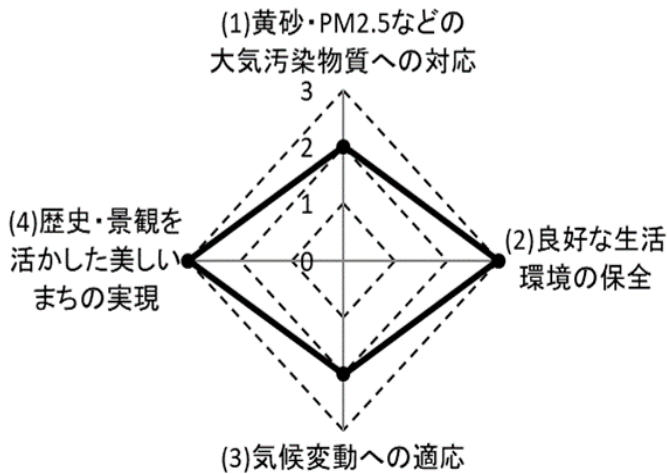 (1)黄砂・PM2.5などの
大気汚染物質への対応
3
2
1
0
(4)歴史・景観を
活かした美しい
まちの実現
(2)良好な生活
環境の保全
(3)気候変動への適応